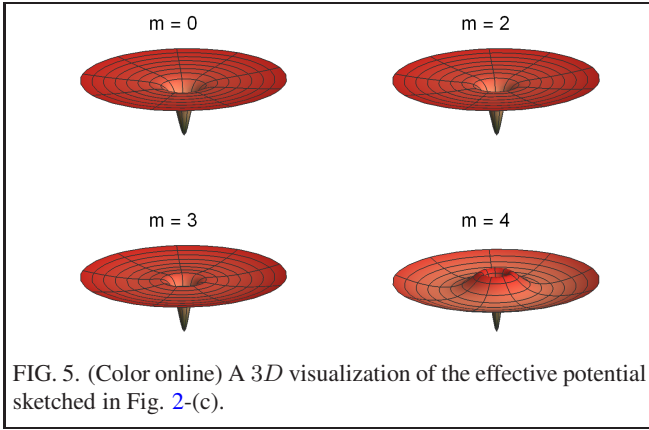 m = 0
m = 2
m = 3
m = 4
FIG. 5. (Color online) A 3D visualization of the effective potential
sketched in Fig. 2-(c).